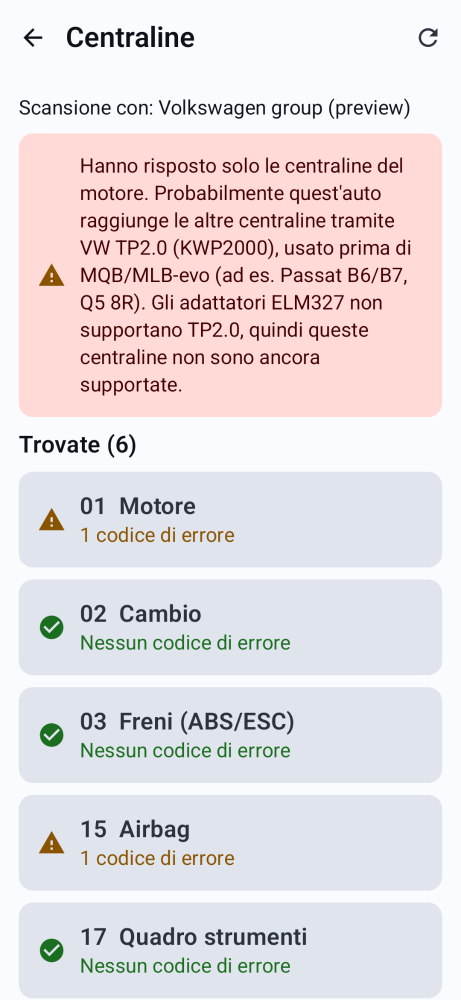 Centraline
Scansione con: Volkswagen group (preview)
Hanno risposto solo le centraline del
motore. Probabilmente quest'auto
raggiunge le altre centraline tramite
VW TP2.0 (KWP2000), usato prima di
MQB/MLB-evo (ad es. Passat B6/B7,
Q5 8R). Gli adattatori ELM327 non
supportano TP2.0, quindi queste
centraline non sono ancora
supportate.
Trovate (6)
01 Motore
1 codice di errore
02 Cambio
Nessun codice di errore
03 Freni (ABS/ESC)
Nessun codice di errore
15 Airbag
1 codice di errore
17 Quadro strumenti
Nessun codice di errore